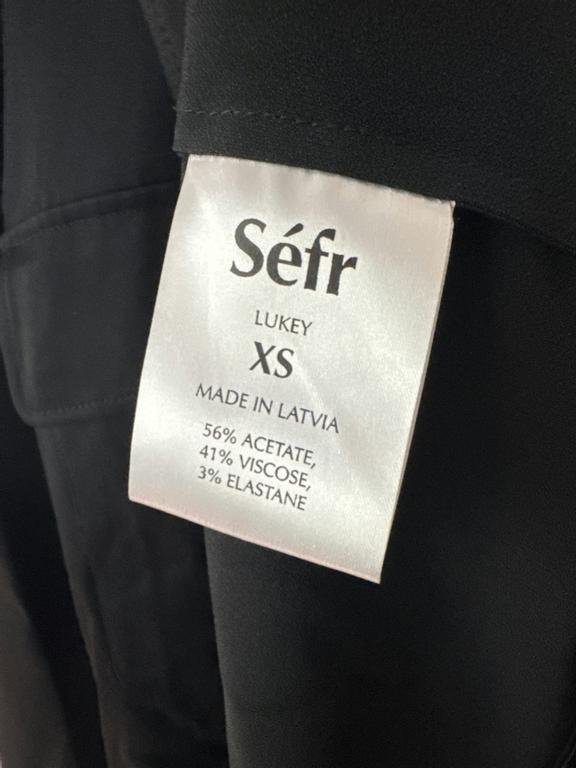 Séfr
LUKEY
XS
MADE IN LATVIA
56% ACETATE,
41% VISCOSE,
3% ELASTANE